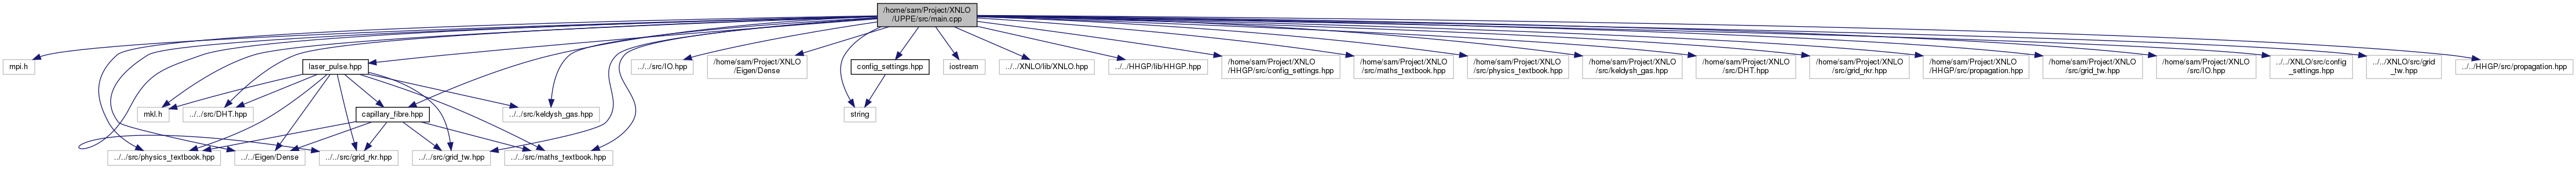 /home/sam/Project/XNLO
/UPPE/src/main.cpp
mpi.h
laser_pulse.hpp
../../src/IO.hpp
/home/sam/Project/XNLO
/Eigen/Dense
config_settings.hpp
iostream
../../XNLO/lib/XNLO.hpp
../../HHGP/lib/HHGP.hpp
/home/sam/Project/XNLO
/HHGP/src/config_settings.hpp
/home/sam/Project/XNLO
/src/maths_textbook.hpp
/home/sam/Project/XNLO
/src/physics_textbook.hpp
/home/sam/Project/XNLO
/src/keldysh_gas.hpp
/home/sam/Project/XNLO
/src/DHT.hpp
/home/sam/Project/XNLO
/src/grid_rkr.hpp
/home/sam/Project/XNLO
/HHGP/src/propagation.hpp
/home/sam/Project/XNLO
/src/grid_tw.hpp
/home/sam/Project/XNLO
/src/IO.hpp
../../XNLO/src/config
_settings.hpp
../../XNLO/src/grid
_tw.hpp
../../HHGP/src/propagation.hpp
mkl.h
../../src/DHT.hpp
capillary_fibre.hpp
../../src/keldysh_gas.hpp
string
../../src/physics_textbook.hpp
../../Eigen/Dense
../../src/grid_rkr.hpp
../../src/grid_tw.hpp
../../src/maths_textbook.hpp